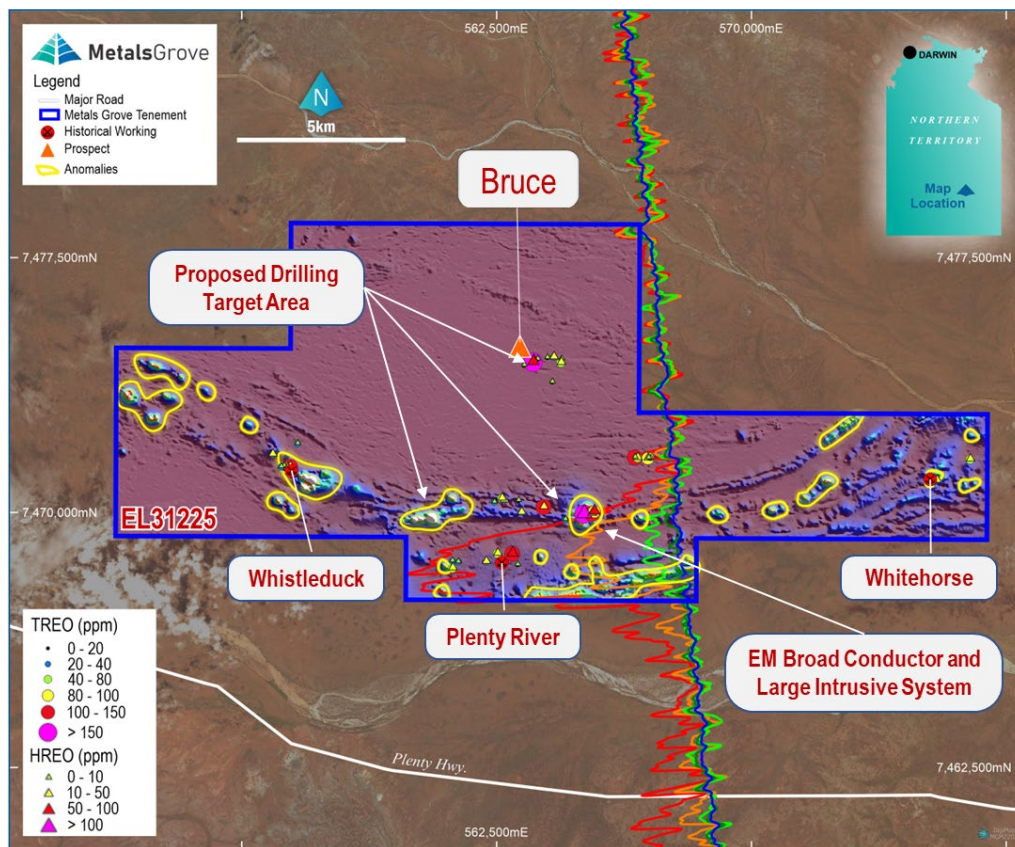 MetalsGrove
Legend
Major Road
Metals Grove Tenement
Historical Working
Prospect
Anomalies
N
5km
562,500mE
570,000mE
DARWIN
NORTHERN
TERRITORY
Map
Location
Bruce
7,477,500mN
7,477,500mN
Proposed Drilling
Target Area
7,470,000mN
7,470,000mN
EL31225
Whistleduck
Whitehorse
Plenty River
EM Broad Conductor and
Large Intrusive System
TREO (ppm)
0 - 20
20 - 40
40 - 80
80 - 100
100 - 150
> 150
HREO (ppm)
0 - 10
10 - 50
50 - 100
> 100
Plenty Hwy.
7,462,500mN
562,500mE